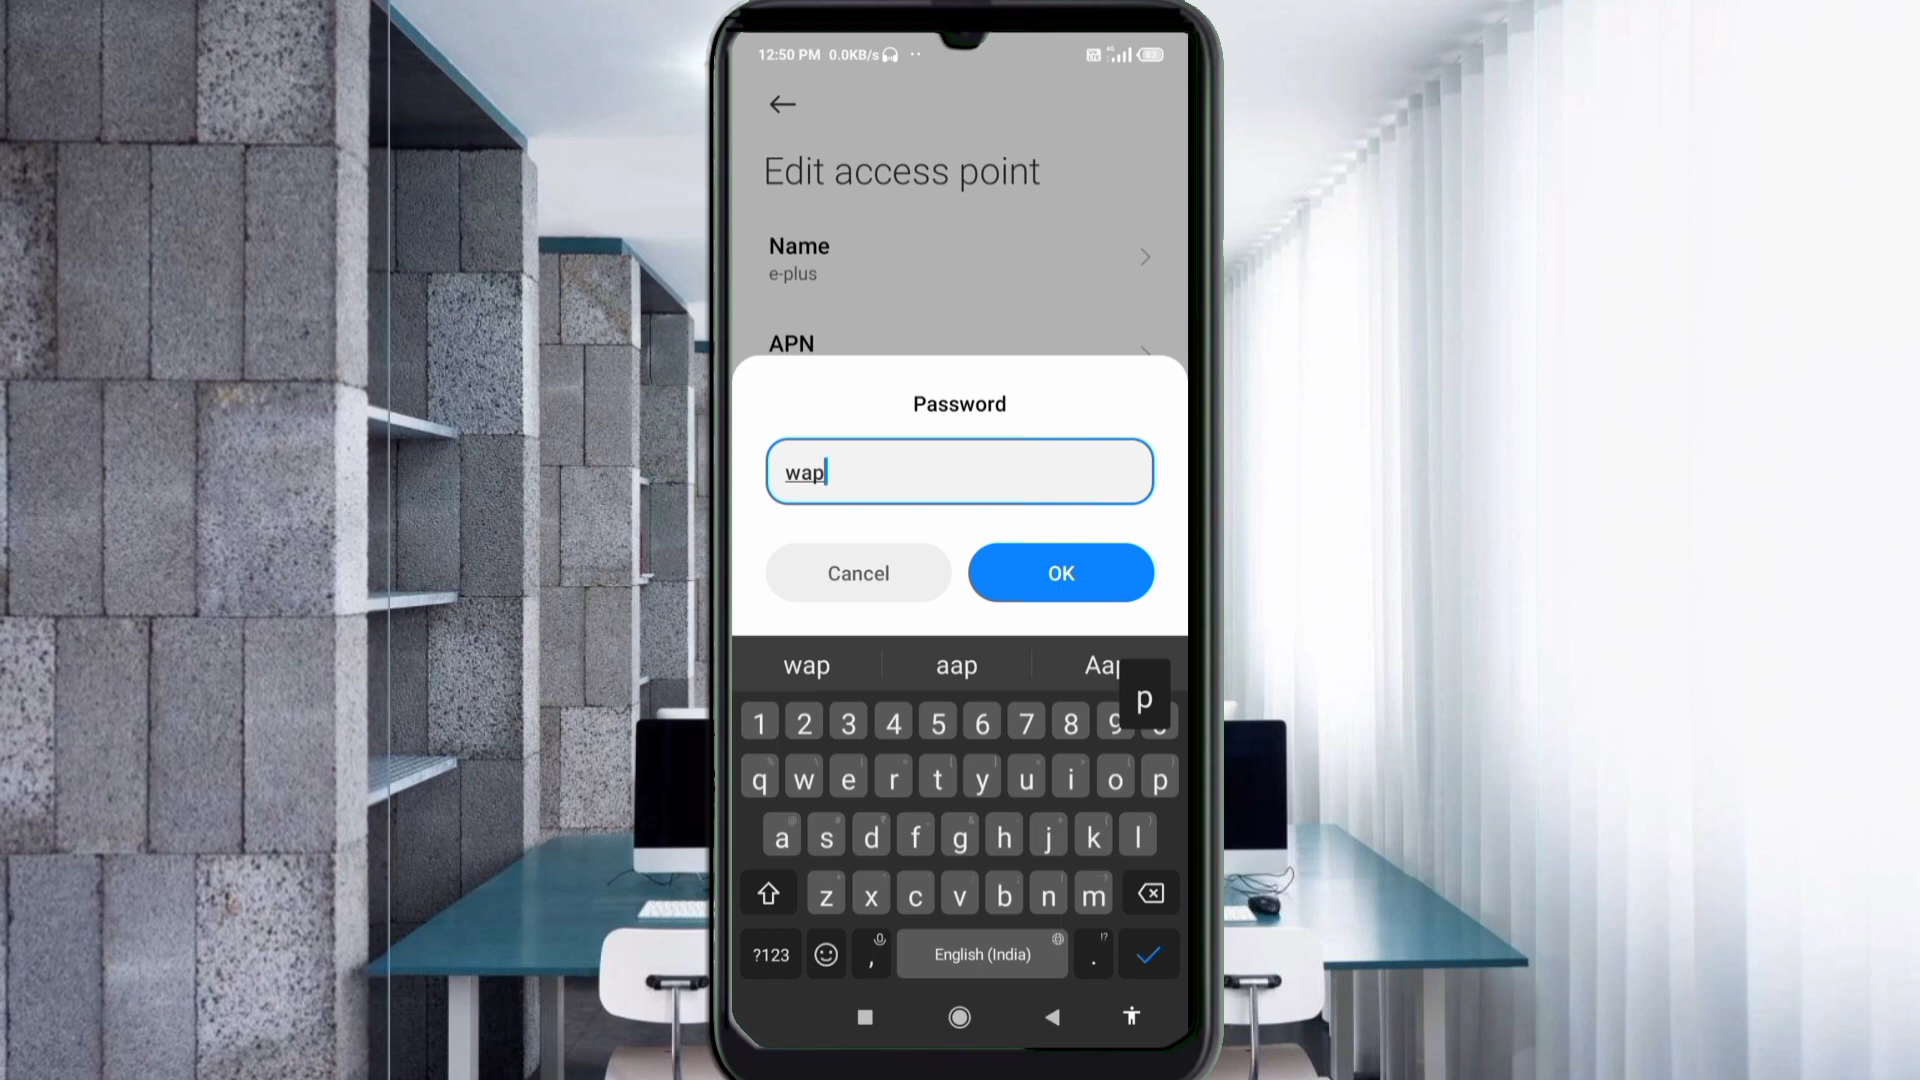 12:50 PM 0.0KB/s
Edit access point
Name
e-plus
APN
Password
wap
Cancel
OK
wap aap
p
1 2 3 4 5 6 7 8 9
q w e r t y u i o p
a s d f g h j k l
z x c v b n m
?123 , English (India) . !?